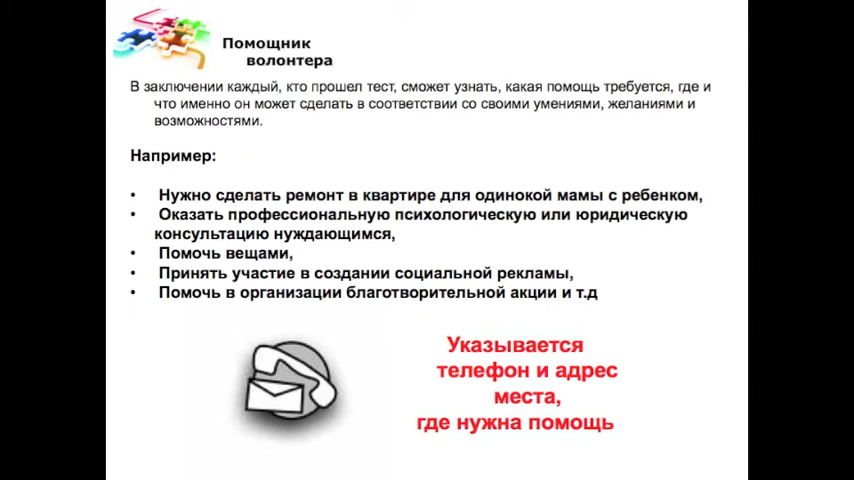 Помощник
волонтера
В заключении каждый, кто прошел тест, сможет узнать, какая помощь требуется, где и
что именно он может сделать в соответствии со своими умениями, желаниями и
возможностями.
Например:
• Нужно сделать ремонт в квартире для одинокой мамы с ребенком,
• Оказать профессиональную психологическую или юридическую
консультацию нуждающимся,
• Помочь вещами,
• Принять участие в создании социальной рекламы,
• Помочь в организации благотворительной акции и т.д
Указывается
телефон и адрес
места,
где нужна помощь